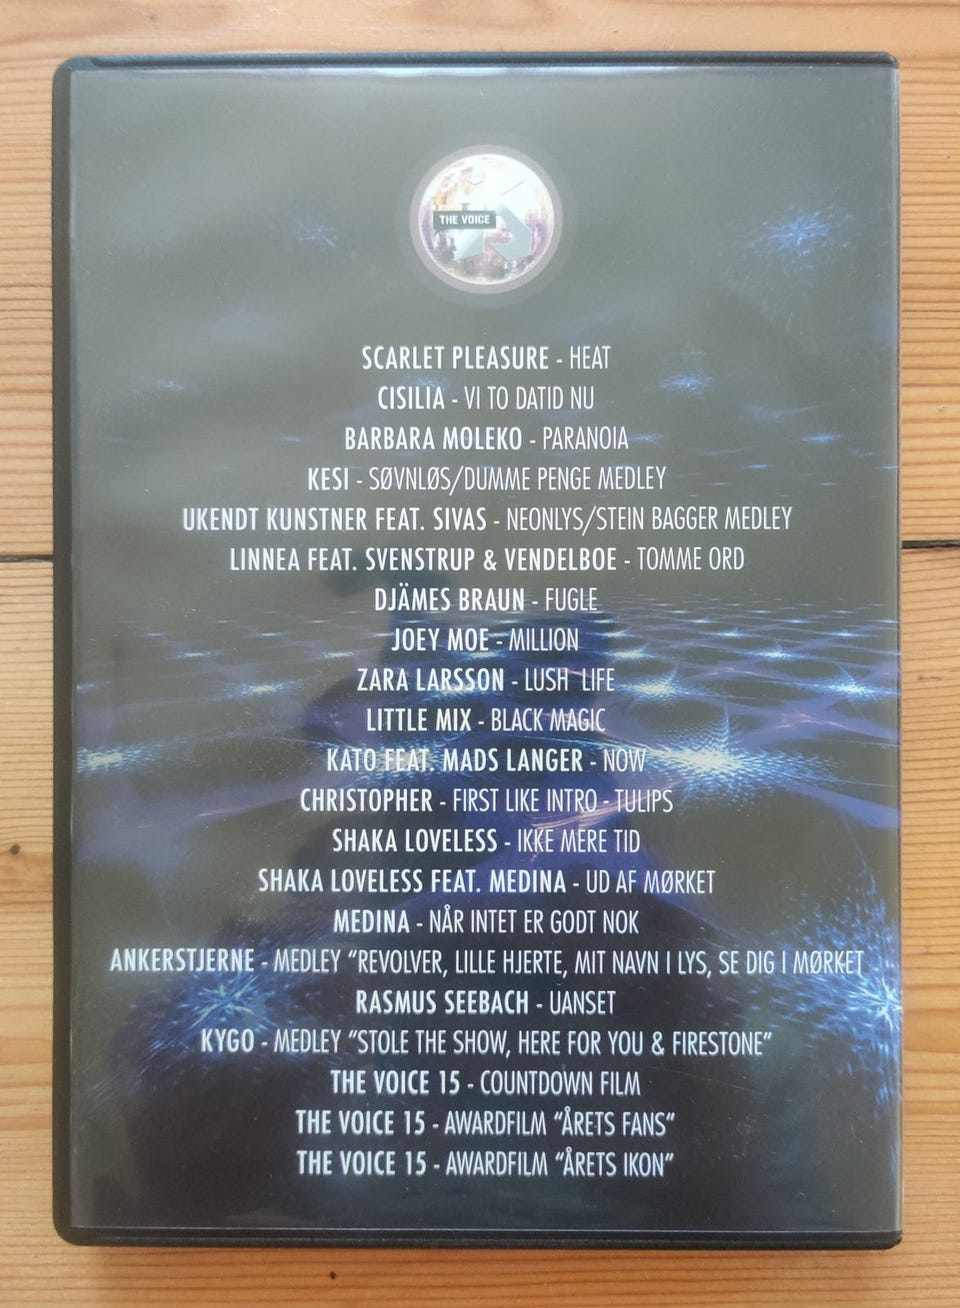 THE VOICE
SCARLET PLEASURE - HEAT
CISILIA - VI TO DATID NU
BARBARA MOLEKO - PARANOIA
KESI - SØVNLØS/DUMME PENGE MEDLEY
UKENDT KUNSTNER FEAT. SIVAS - NEONLYS/STEIN BAGGER MEDLEY
LINNEA FEAT. SVENSTRUP & VENDELBOE - TOMME ORD
DJÄMES BRAUN - FUGLE
JOEY MOE - MILLION
ZARA LARSSON - LUSH LIFE
LITTLE MIX - BLACK MAGIC
KATO FEAT. MADS LANGER - NOW
CHRISTOPHER - FIRST LIKE INTRO - TULIPS
SHAKA LOVELESS - IKKE MERE TID
SHAKA LOVELESS FEAT. MEDINA - UD AF MØRKET
MEDINA - NÅR INTET ER GODT NOK
ANKERSTJERNE - MEDLEY "REVOLVER, LILLE HJERTE, MIT NAVN I LYS, SE DIG I MØRKET
RASMUS SEEBACH - UANSET
KYGO - MEDLEY "STOLE THE SHOW, HERE FOR YOU & FIRESTONE"
THE VOICE 15 - COUNTDOWN FILM
THE VOICE 15 - AWARDFILM "ÅRETS FANS"
THE VOICE 15 - AWARDFILM "ÅRETS IKON"